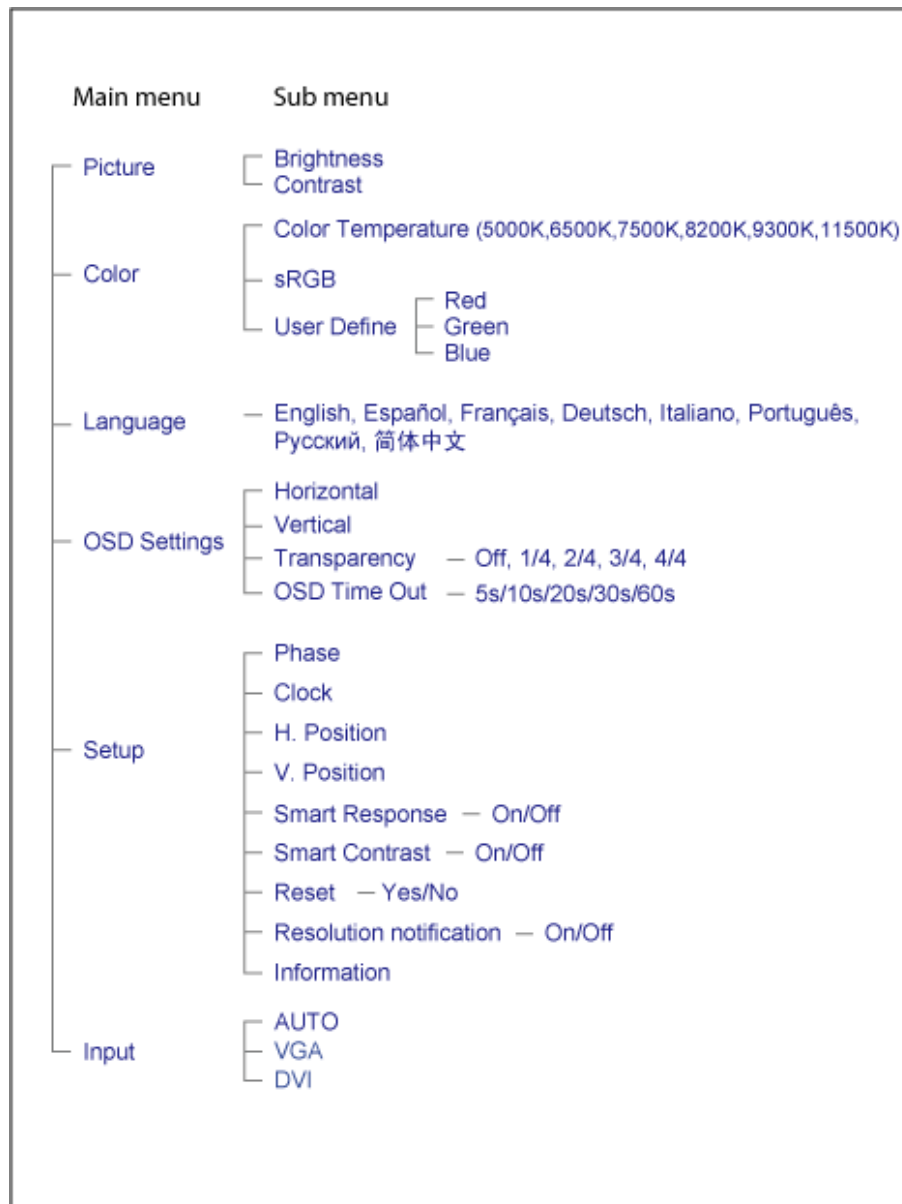 Main menu Sub menu
Picture Brightness
Contrast
Color Color Temperature (5000K,6500K,7500K,8200K,9300K,11500K)
sRGB
User Define Red
Green
Blue
Language English, Español, Français, Deutsch, Italiano, Português,
Русский, 简体中文
OSD Settings Horizontal
Vertical
Transparency Off, 1/4, 2/4, 3/4, 4/4
OSD Time Out 5s/10s/20s/30s/60s
Setup Phase
Clock
H. Position
V. Position
Smart Response On/Off
Smart Contrast On/Off
Reset Yes/No
Resolution notification On/Off
Information
Input AUTO
VGA
DVI